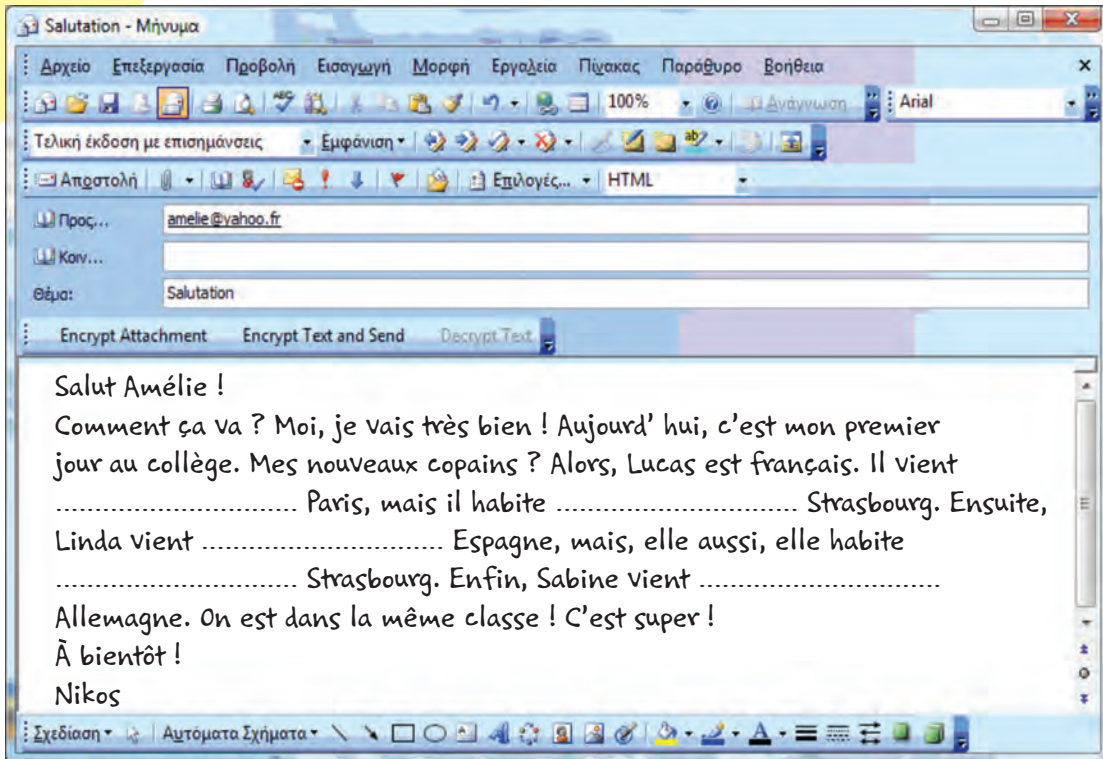 Salutation - Μήνυμα
Αρχείο Επεξεργασία Προβολή Εισαγωγή Μορφή Εργαλεία Πίνακας Παράθυρο Βοήθεια
100% Ανάγνωση Arial
Τελική έκδοση με επισημάνσεις Εμφάνιση
Αποστολή Επιλογές... HTML
Προς... amelie@yahoo.fr
Κοιν...
Θέμα: Salutation
Encrypt Attachment Encrypt Text and Send Decrypt Text
Salut Amélie !
Comment ça va ? Moi, je vais très bien ! Aujourd' hui, c'est mon premier
jour au collège. Mes nouveaux copains ? Alors, Lucas est français. Il vient
.............................. Paris, mais il habite .............................. Strasbourg. Ensuite,
Linda vient .............................. Espagne, mais, elle aussi, elle habite
.............................. Strasbourg. Enfin, Sabine vient ..............................
Allemagne. On est dans la même classe ! C'est super !
À bientôt !
Nikos
Σχεδίαση Αυτόματα Σχήματα